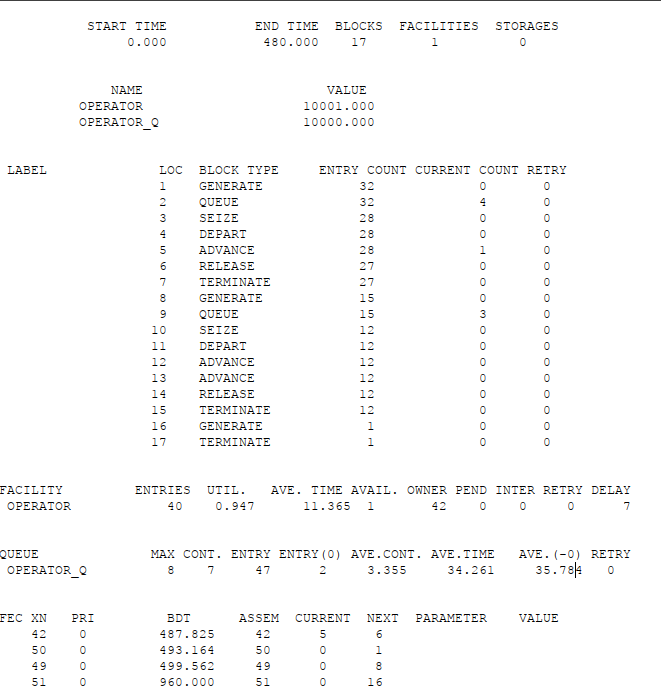 START TIME END TIME BLOCKS FACILITIES STORAGES
0.000 480.000 17 1 0
NAME VALUE
OPERATOR 10001.000
OPERATOR_Q 10000.000
LABEL LOC BLOCK TYPE ENTRY COUNT CURRENT COUNT RETRY
1 GENERATE 32 0 0
2 QUEUE 32 4 0
3 SEIZE 28 0 0
4 DEPART 28 0 0
5 ADVANCE 28 1 0
6 RELEASE 27 0 0
7 TERMINATE 27 0 0
8 GENERATE 15 0 0
9 QUEUE 15 3 0
10 SEIZE 12 0 0
11 DEPART 12 0 0
12 ADVANCE 12 0 0
13 ADVANCE 12 0 0
14 RELEASE 12 0 0
15 TERMINATE 12 0 0
16 GENERATE 1 0 0
17 TERMINATE 1 0 0
FACILITY ENTRIES UTIL. AVE. TIME AVAIL. OWNER PEND INTER RETRY DELAY
OPERATOR 40 0.947 11.365 1 42 0 0 0 7
QUEUE MAX CONT. ENTRY ENTRY(0) AVE.CONT. AVE.TIME AVE.(-0) RETRY
OPERATOR_Q 8 7 47 2 3.355 34.261 35.784 0
FEC XN PRI BDT ASSEM CURRENT NEXT PARAMETER VALUE
42 0 487.825 42 5 6
50 0 493.164 50 0 1
49 0 499.562 49 0 8
51 0 960.000 51 0 16